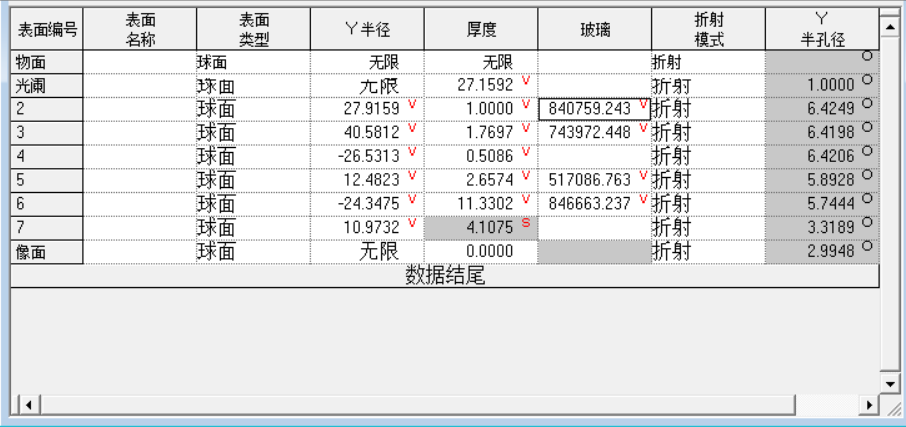 表面编号 表面名称 表面类型 Y半径 厚度 玻璃 折射模式 Y半孔径
物面 球面 无限 无限 折射 O
光阑 球面 无限 27.1592 V 折射 1.0000 O
2 球面 27.9159 V 1.0000 V 840759.243 V 折射 6.4249 O
3 球面 40.5812 V 1.7697 V 743972.448 V 折射 6.4198 O
4 球面 -26.5313 V 0.5086 V 折射 6.4206 O
5 球面 12.4823 V 2.6574 V 517086.763 V 折射 5.8928 O
6 球面 -24.3475 V 11.3302 V 846663.237 V 折射 5.7444 O
7 球面 10.9732 V 4.1075 S 折射 3.3189 O
像面 球面 无限 0.0000 折射 2.9948 O
数据结尾